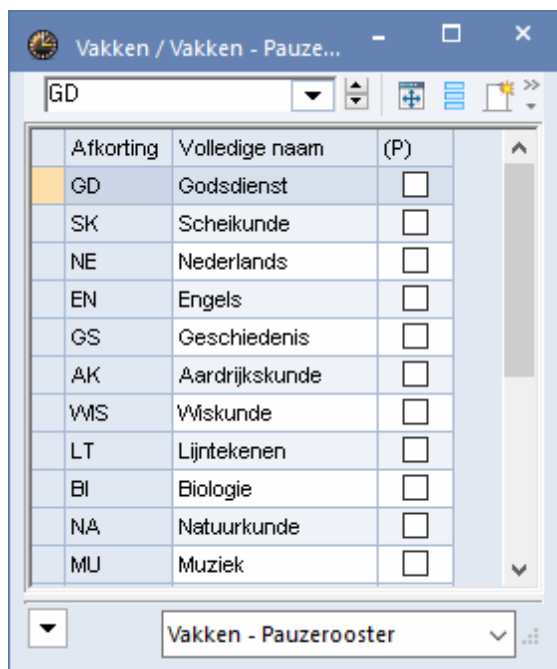 Vakken / Vakken - Pauze...
GD
Afkorting Volledige naam (P)
GD Godsdienst
SK Scheikunde
NE Nederlands
EN Engels
GS Geschiedenis
AK Aardrijkskunde
WIS Wiskunde
LT Lijntekenen
BI Biologie
NA Natuurkunde
MU Muziek
Vakken - Pauzerooster